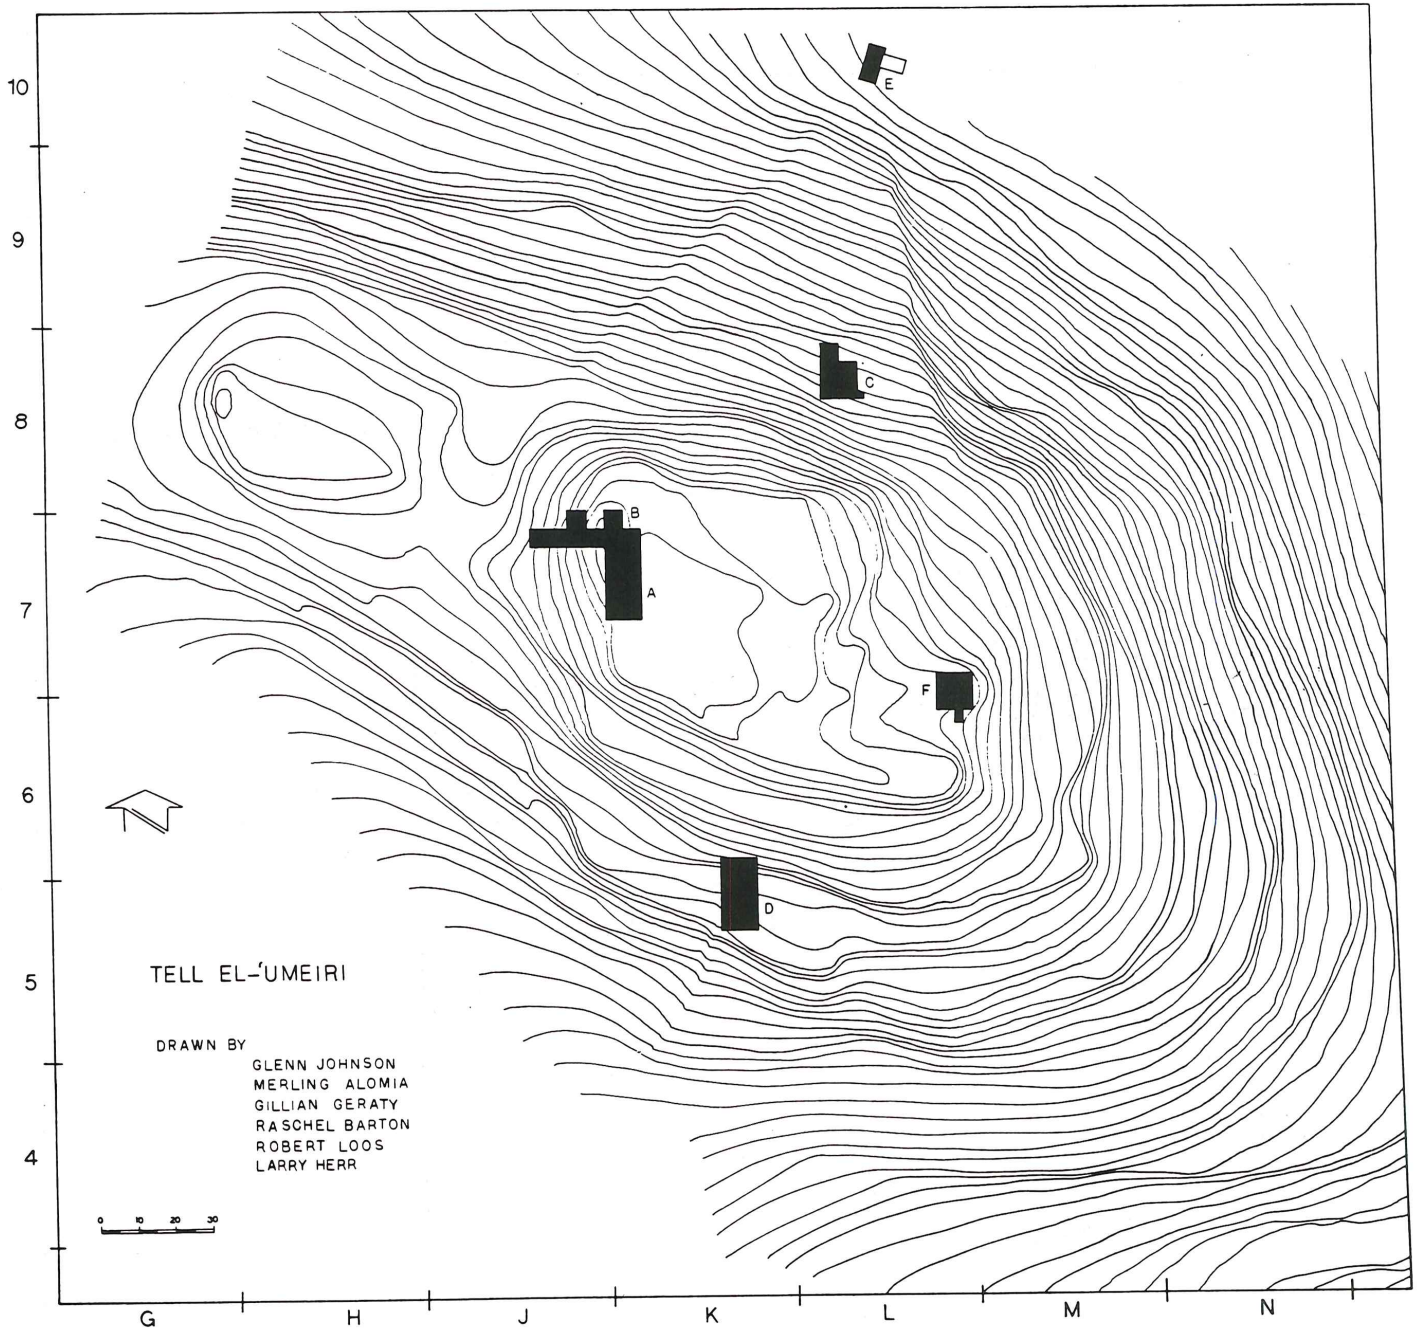 10
E
9
C
8
B
A
7
F
6
D
TELL EL-‘UMEIRI
5
DRAWN BY
GLENN JOHNSON
MERLING ALOMIA
GILLIAN GERATY
RASCHEL BARTON
ROBERT LOOS
LARRY HERR
4
0 10 20 30
G H J K L M N